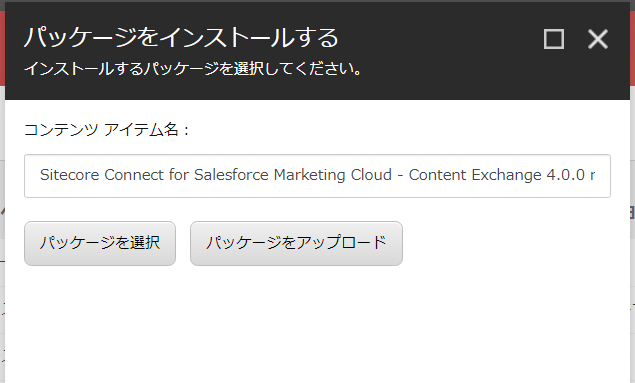 パッケージをインストールする
インストールするパッケージを選択してください。
コンテンツ アイテム名 :
Sitecore Connect for Salesforce Marketing Cloud - Content Exchange 4.0.0
パッケージを選択
パッケージをアップロード